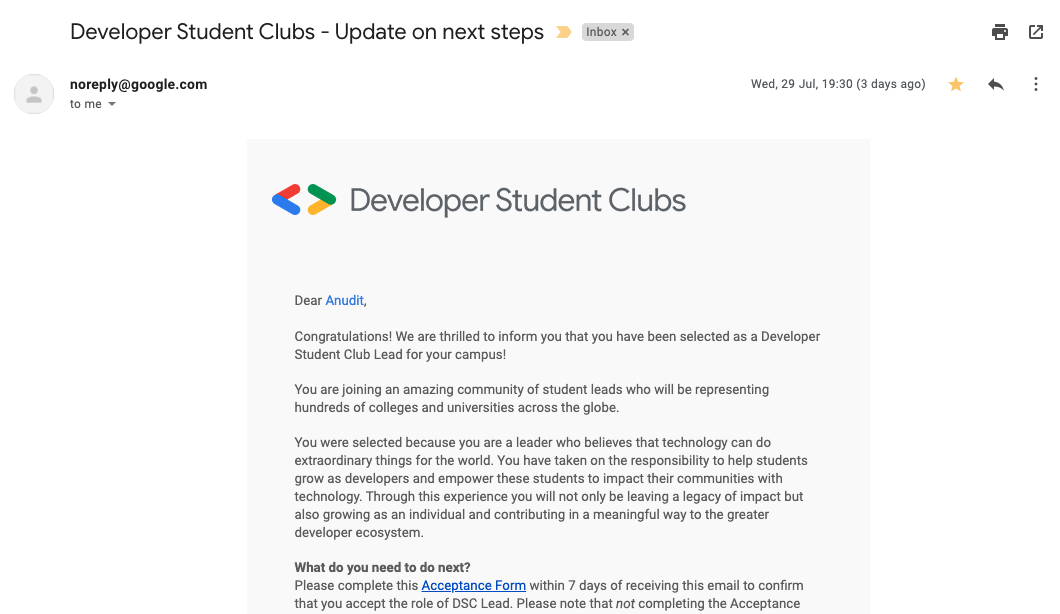 Developer Student Clubs - Update on next steps
Inbox ×
noreply@google.com
Wed, 29 Jul, 19:30 (3 days ago)
to me
Developer Student Clubs
Dear Anudit,
Congratulations! We are thrilled to inform you that you have been selected as a Developer
Student Club Lead for your campus!
You are joining an amazing community of student leads who will be representing
hundreds of colleges and universities across the globe.
You were selected because you are a leader who believes that technology can do
extraordinary things for the world. You have taken on the responsibility to help students
grow as developers and empower these students to impact their communities with
technology. Through this experience you will not only be leaving a legacy of impact but
also growing as an individual and contributing in a meaningful way to the greater
developer ecosystem.
What do you need to do next?
Please complete this Acceptance Form within 7 days of receiving this email to confirm
that you accept the role of DSC Lead. Please note that not completing the Acceptance